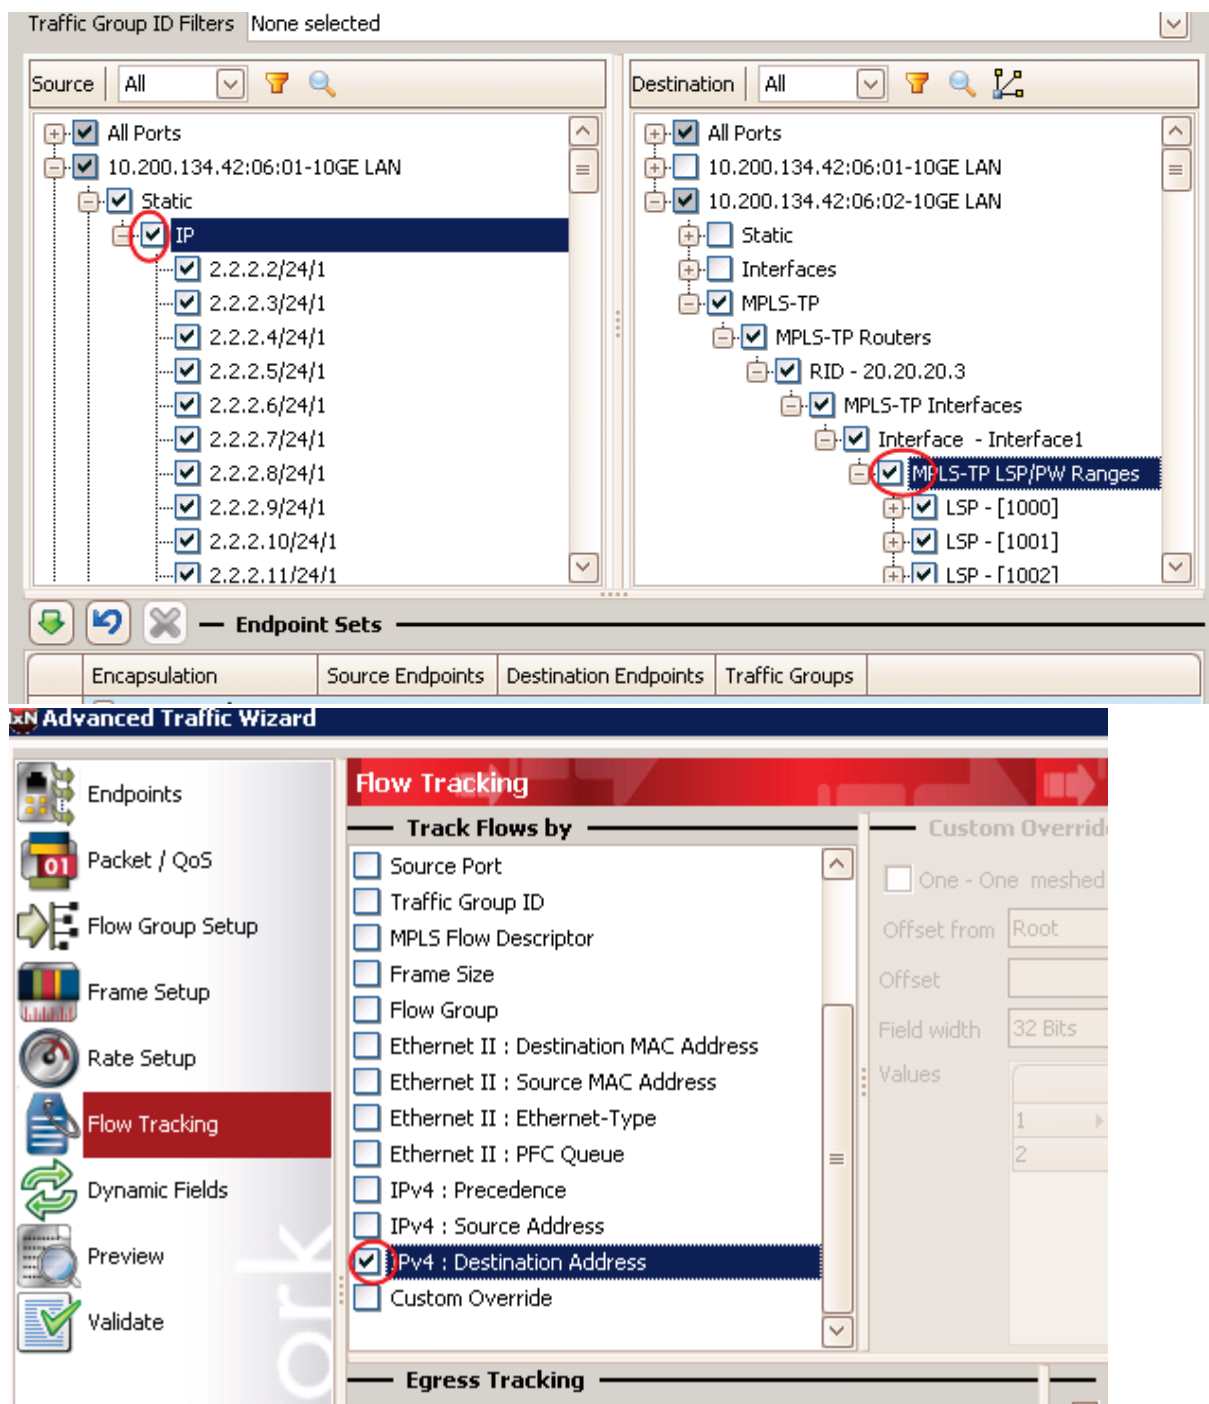 Traffic Group ID Filters None selected
Source All
Destination All
All Ports
10.200.134.42:06:01-10GE LAN
Static
IP
2.2.2.2/24/1
2.2.2.3/24/1
2.2.2.4/24/1
2.2.2.5/24/1
2.2.2.6/24/1
2.2.2.7/24/1
2.2.2.8/24/1
2.2.2.9/24/1
2.2.2.10/24/1
2.2.2.11/24/1
All Ports
10.200.134.42:06:01-10GE LAN
10.200.134.42:06:02-10GE LAN
Static
Interfaces
MPLS-TP
MPLS-TP Routers
RID - 20.20.20.3
MPLS-TP Interfaces
Interface - Interface1
MPLS-TP LSP/PW Ranges
LSP - [1000]
LSP - [1001]
LSP - [1002]
Endpoint Sets
Encapsulation Source Endpoints Destination Endpoints Traffic Groups
IxN Advanced Traffic Wizard
Endpoints
01 Packet / QoS
Flow Group Setup
Frame Setup
Rate Setup
Flow Tracking
Dynamic Fields
Preview
Validate
ork
Flow Tracking
Track Flows by
Source Port
Traffic Group ID
MPLS Flow Descriptor
Frame Size
Flow Group
Ethernet II : Destination MAC Address
Ethernet II : Source MAC Address
Ethernet II : Ethernet-Type
Ethernet II : PFC Queue
IPv4 : Precedence
IPv4 : Source Address
IPv4 : Destination Address
Custom Override
Custom Overrid
One - One meshed
Offset from Root
Offset
Field width 32 Bits
Values
1
2
Egress Tracking